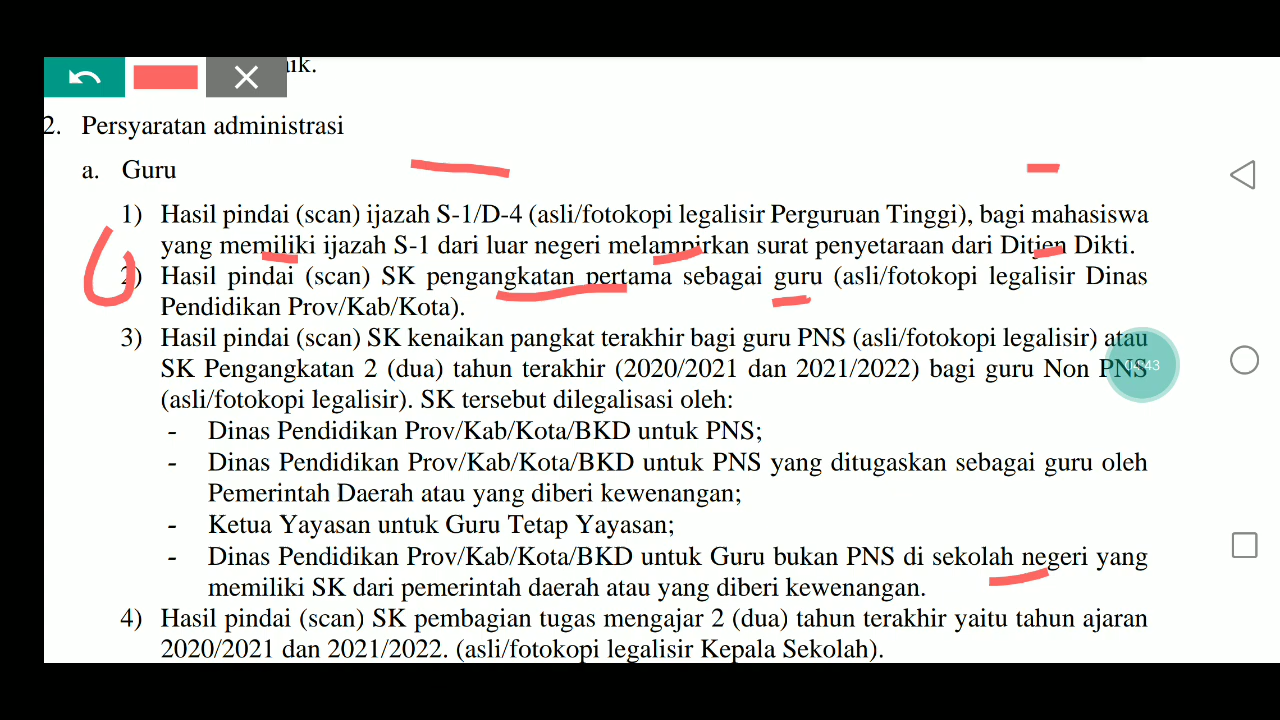 aik.
2. Persyaratan administrasi
a. Guru
1) Hasil pindai (scan) ijazah S-1/D-4 (asli/fotokopi legalisir Perguruan Tinggi), bagi mahasiswa
yang memiliki ijazah S-1 dari luar negeri melampirkan surat penyetaraan dari Ditjen Dikti.
2) Hasil pindai (scan) SK pengangkatan pertama sebagai guru (asli/fotokopi legalisir Dinas
Pendidikan Prov/Kab/Kota).
3) Hasil pindai (scan) SK kenaikan pangkat terakhir bagi guru PNS (asli/fotokopi legalisir) atau
SK Pengangkatan 2 (dua) tahun terakhir (2020/2021 dan 2021/2022) bagi guru Non PNS
(asli/fotokopi legalisir). SK tersebut dilegalisasi oleh:
- Dinas Pendidikan Prov/Kab/Kota/BKD untuk PNS;
- Dinas Pendidikan Prov/Kab/Kota/BKD untuk PNS yang ditugaskan sebagai guru oleh
Pemerintah Daerah atau yang diberi kewenangan;
- Ketua Yayasan untuk Guru Tetap Yayasan;
- Dinas Pendidikan Prov/Kab/Kota/BKD untuk Guru bukan PNS di sekolah negeri yang
memiliki SK dari pemerintah daerah atau yang diberi kewenangan.
4) Hasil pindai (scan) SK pembagian tugas mengajar 2 (dua) tahun terakhir yaitu tahun ajaran
2020/2021 dan 2021/2022. (asli/fotokopi legalisir Kepala Sekolah).